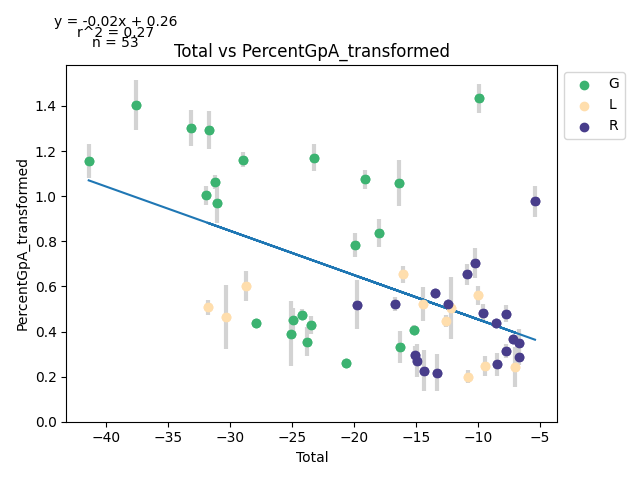 y = -0.02x + 0.26
r^2 = 0.27
n = 53
Total vs PercentGpA_transformed
G
L
R
PercentGpA_transformed
1.4
1.2
1.0
0.8
0.6
0.4
0.2
0.0
−40
−35
−30
−25
−20
−15
−10
−5
Total